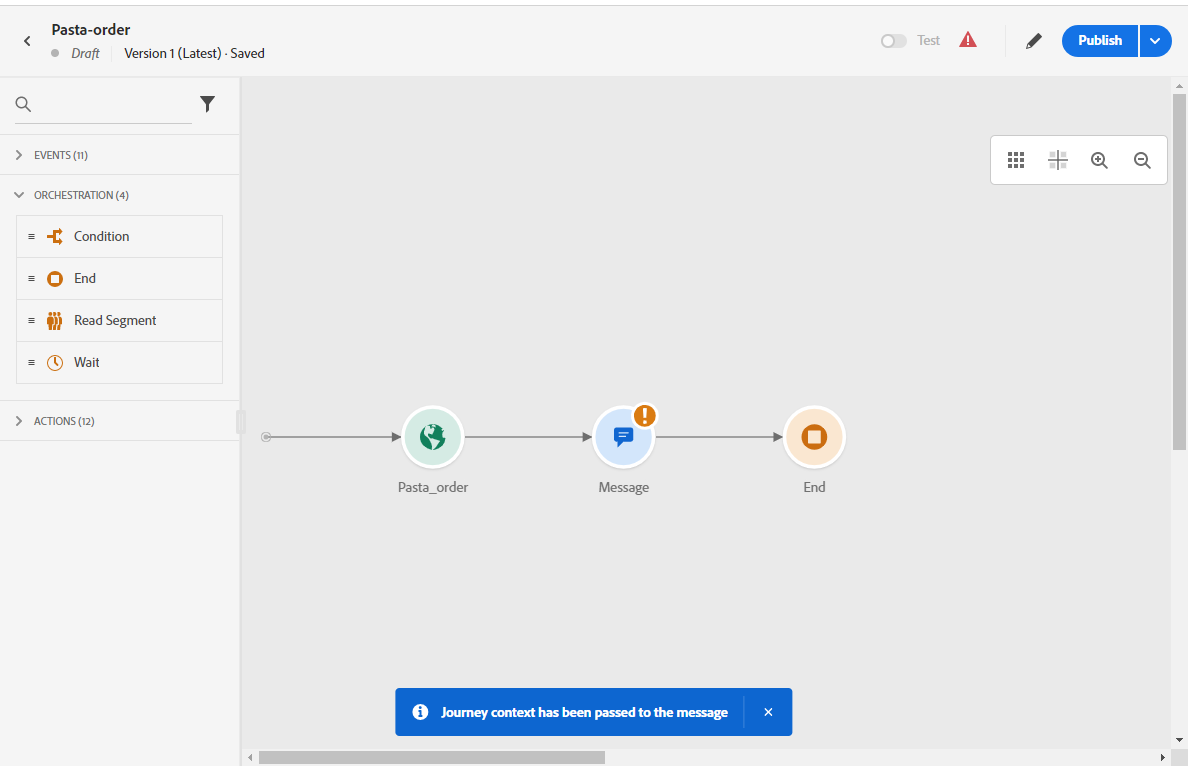 Pasta-order
Draft
Version 1 (Latest) · Saved
Test
Publish
EVENTS (11)
ORCHESTRATION (4)
Condition
End
Read Segment
Wait
ACTIONS (12)
Pasta_order
Message
End
Journey context has been passed to the message